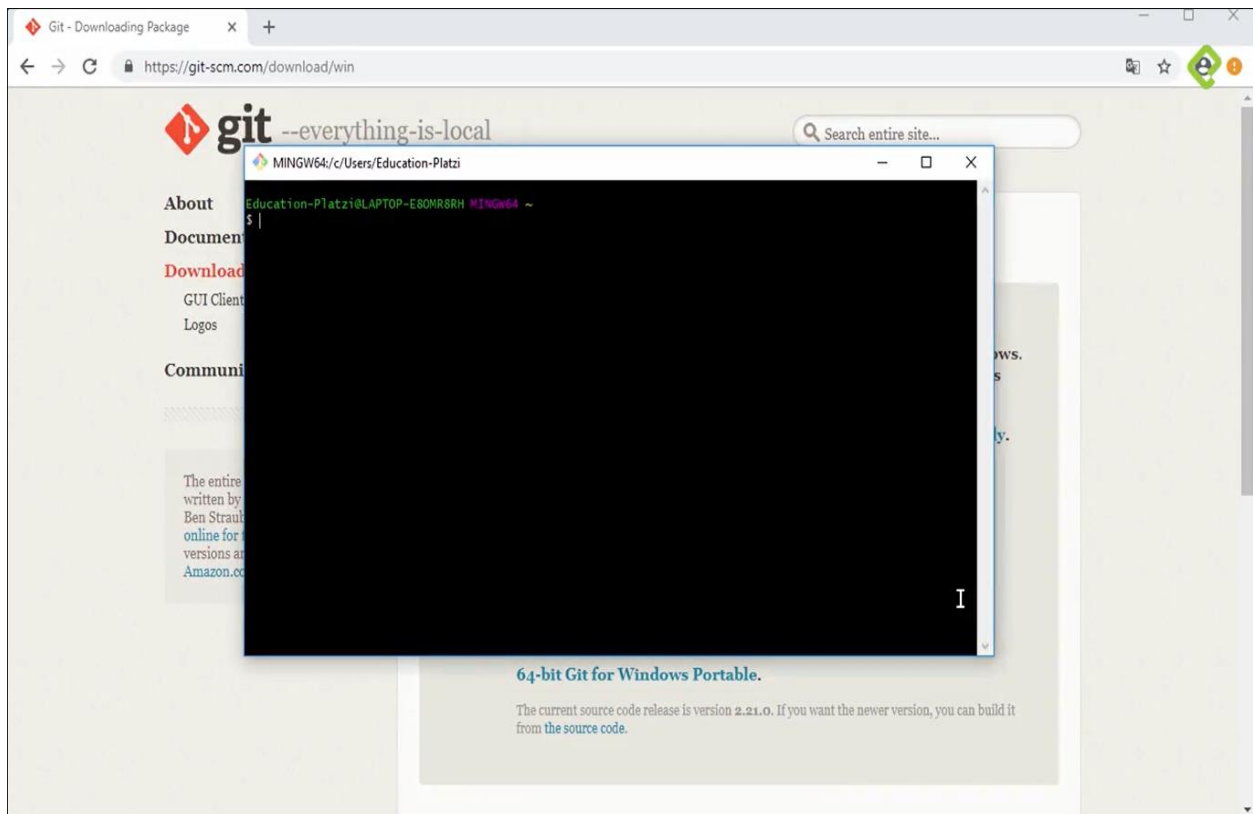 Git - Downloading Package
https://git-scm.com/download/win
git --everything-is-local
Search entire site...
MINGW64:/c/Users/Education-Platzi
Education-Platzi@LAPTOP-E8OMR8RH MINGW64 ~
$
About
Documen
Download
GUI Client
Logos
Communi
ows.
s
ly.
The entire
written by
Ben Straub
online for f
versions an
Amazon.co
64-bit Git for Windows Portable.
The current source code release is version 2.21.0. If you want the newer version, you can build it
from the source code.